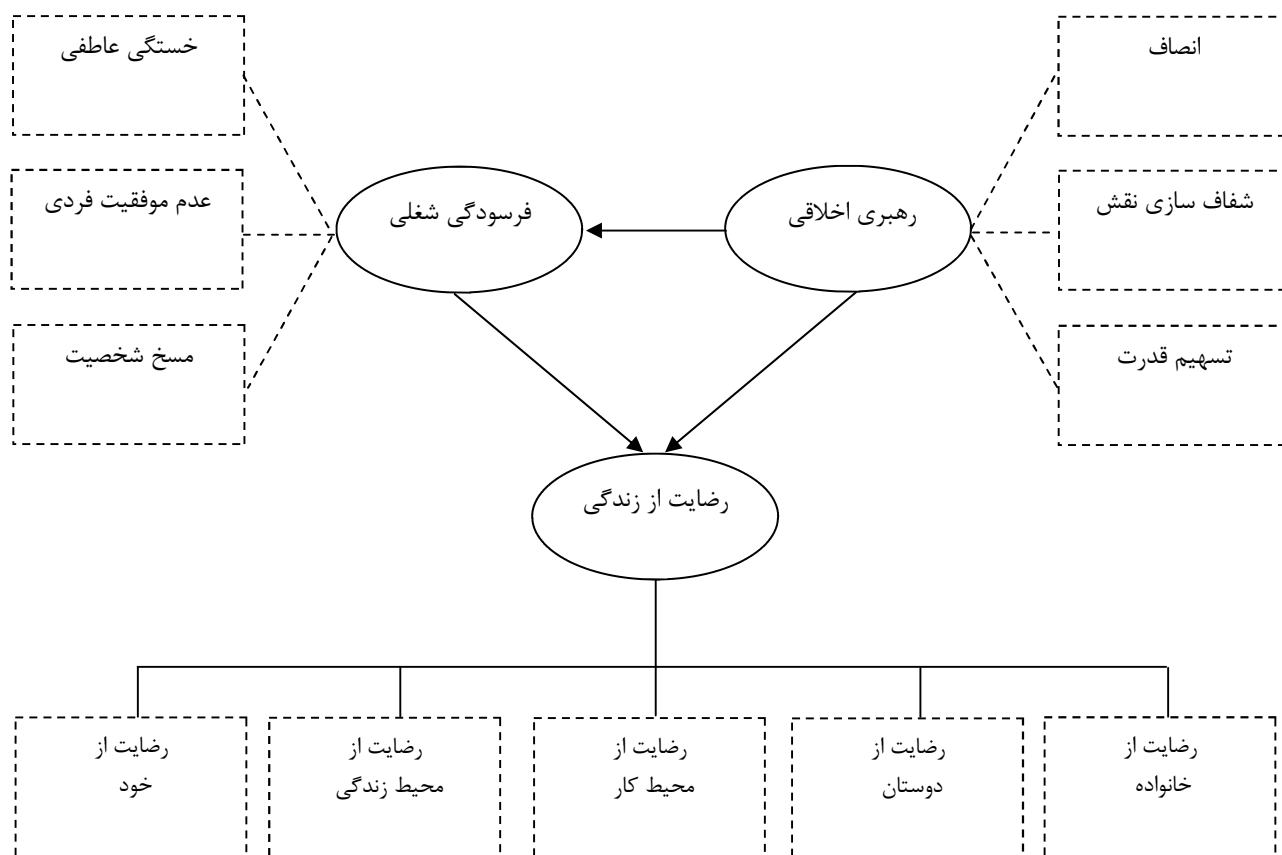 انصاف
خستگی عاطفی
شفاف سازی نقش
رهبری اخلاقی
فرسودگی شغلی
عدم موفقیت فردی
تسهیم قدرت
مسخ شخصیت
رضایت از زندگی
رضایت از
خانواده
رضایت از
دوستان
رضایت از
محیط کار
رضایت از
محیط زندگی
رضایت از
خود